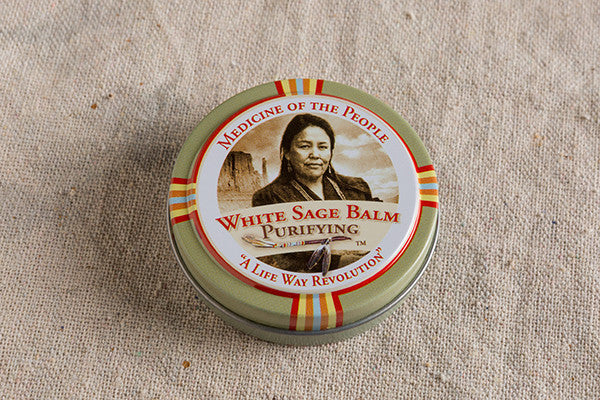 Medicine of the People
White Sage Balm
Purifying
TM
"A Life Way Revolution"